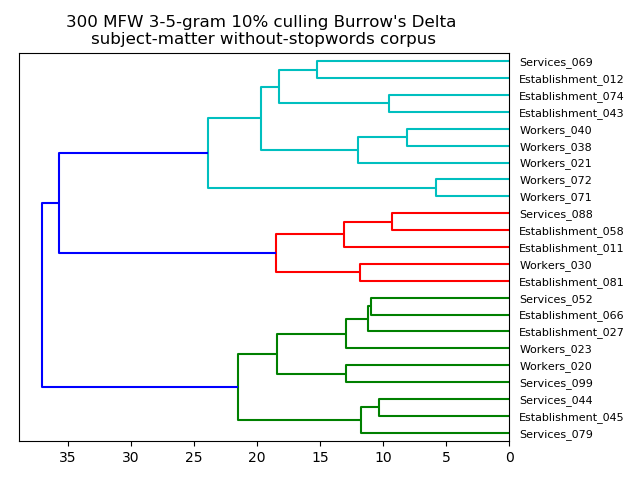 300 MFW 3-5-gram 10% culling Burrow's Delta
subject-matter without-stopwords corpus
Services_069
Establishment_012
Establishment_074
Establishment_043
Workers_040
Workers_038
Workers_021
Workers_072
Workers_071
Services_088
Establishment_058
Establishment_011
Workers_030
Establishment_081
Services_052
Establishment_066
Establishment_027
Workers_023
Workers_020
Services_099
Services_044
Establishment_045
Services_079
35 30 25 20 15 10 5 0